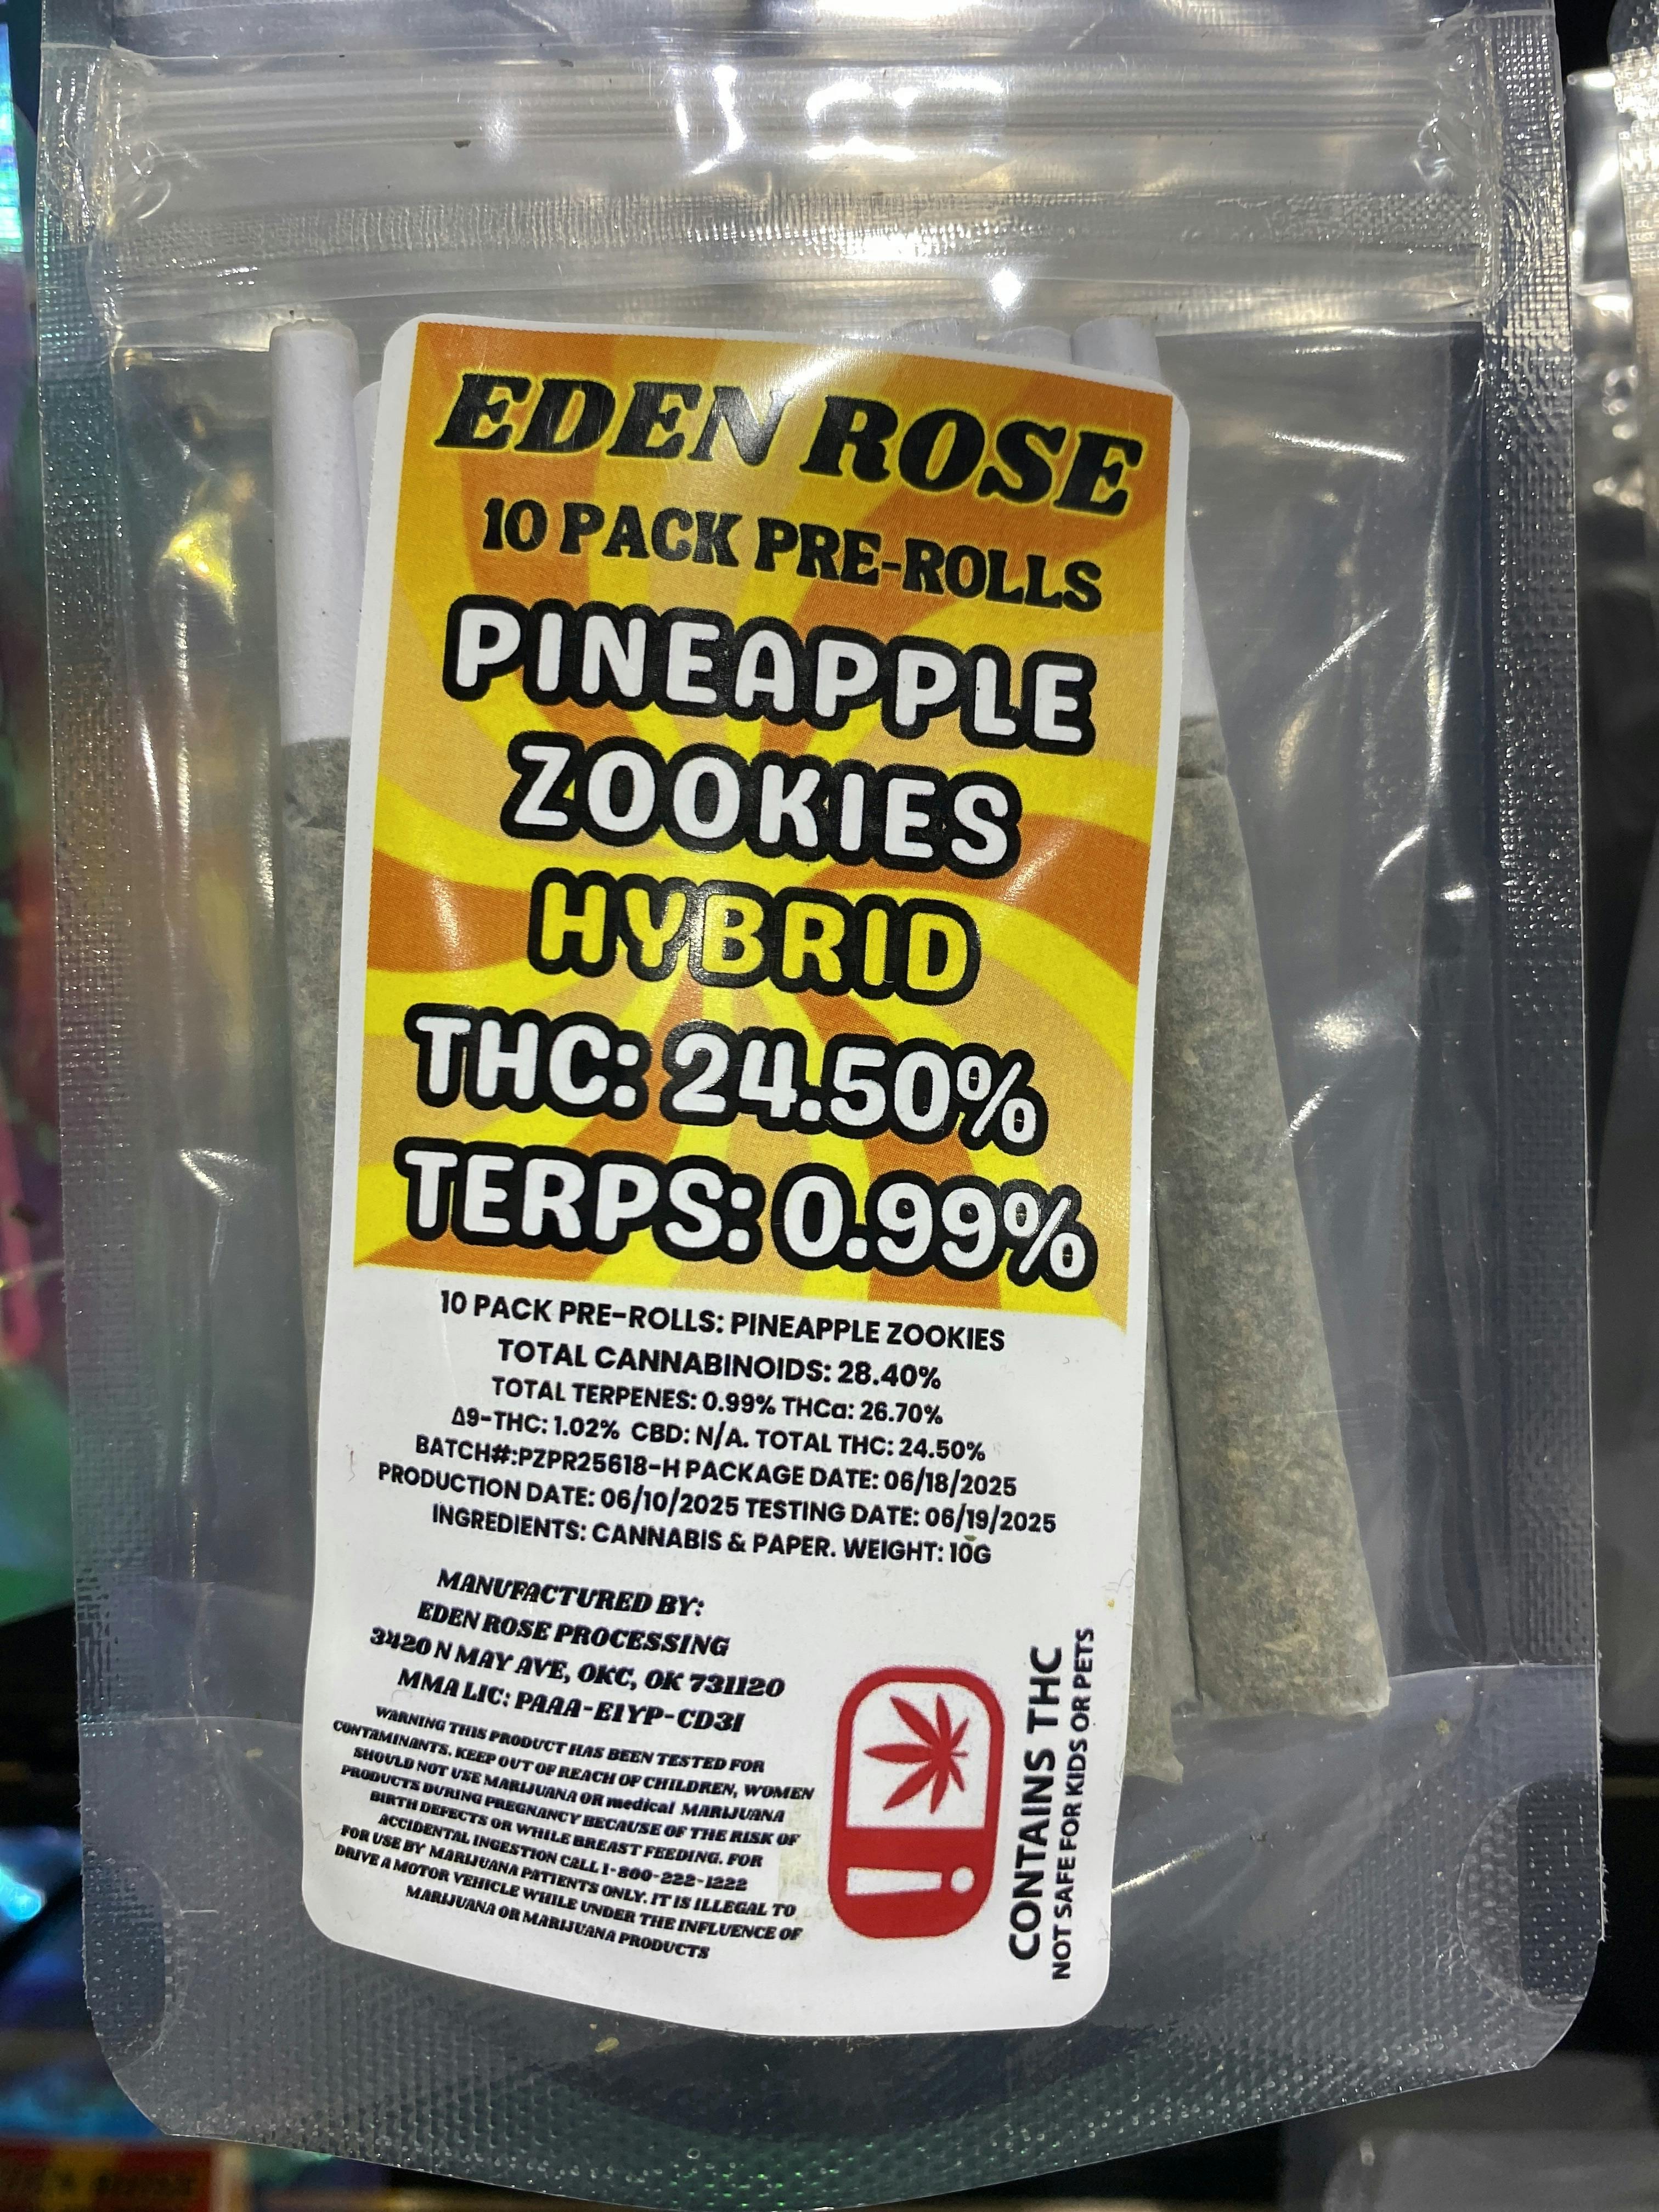 EDEN ROSE
10 PACK PRE-ROLLS
PINEAPPLE
ZOOKIES
HYBRID
THC: 24.50%
TERPS: 0.99%
10 PACK PRE-ROLLS: PINEAPPLE ZOOKIES
TOTAL CANNABINOIDS: 28.40%
TOTAL TERPENES: 0.99% THCa: 26.70%
Δ9-THC: 1.02% CBD: N/A. TOTAL THC: 24.50%
BATCH#:PZPR25618-H PACKAGE DATE: 06/18/2025
PRODUCTION DATE: 06/10/2025 TESTING DATE: 06/19/2025
INGREDIENTS: CANNABIS & PAPER. WEIGHT: 10G
MANUFACTURED BY:
EDEN ROSE PROCESSING
3420 N MAY AVE, OKC, OK 731120
MMA LIC: PAAA-E1YP-CD3I
WARNING THIS PRODUCT HAS BEEN TESTED FOR
CONTAMINANTS. KEEP OUT OF REACH OF CHILDREN, WOMEN
SHOULD NOT USE MARIJUANA OR medical MARIJUANA
PRODUCTS DURING PREGNANCY BECAUSE OF THE RISK OF
BIRTH DEFECTS OR WHILE BREAST FEEDING. FOR
ACCIDENTAL INGESTION CALL 1-800-222-1222
FOR USE BY MARIJUANA PATIENTS ONLY. IT IS ILLEGAL TO
DRIVE A MOTOR VEHICLE WHILE UNDER THE INFLUENCE OF
MARIJUANA OR MARIJUANA PRODUCTS
CONTAINS THC
NOT SAFE FOR KIDS OR PETS